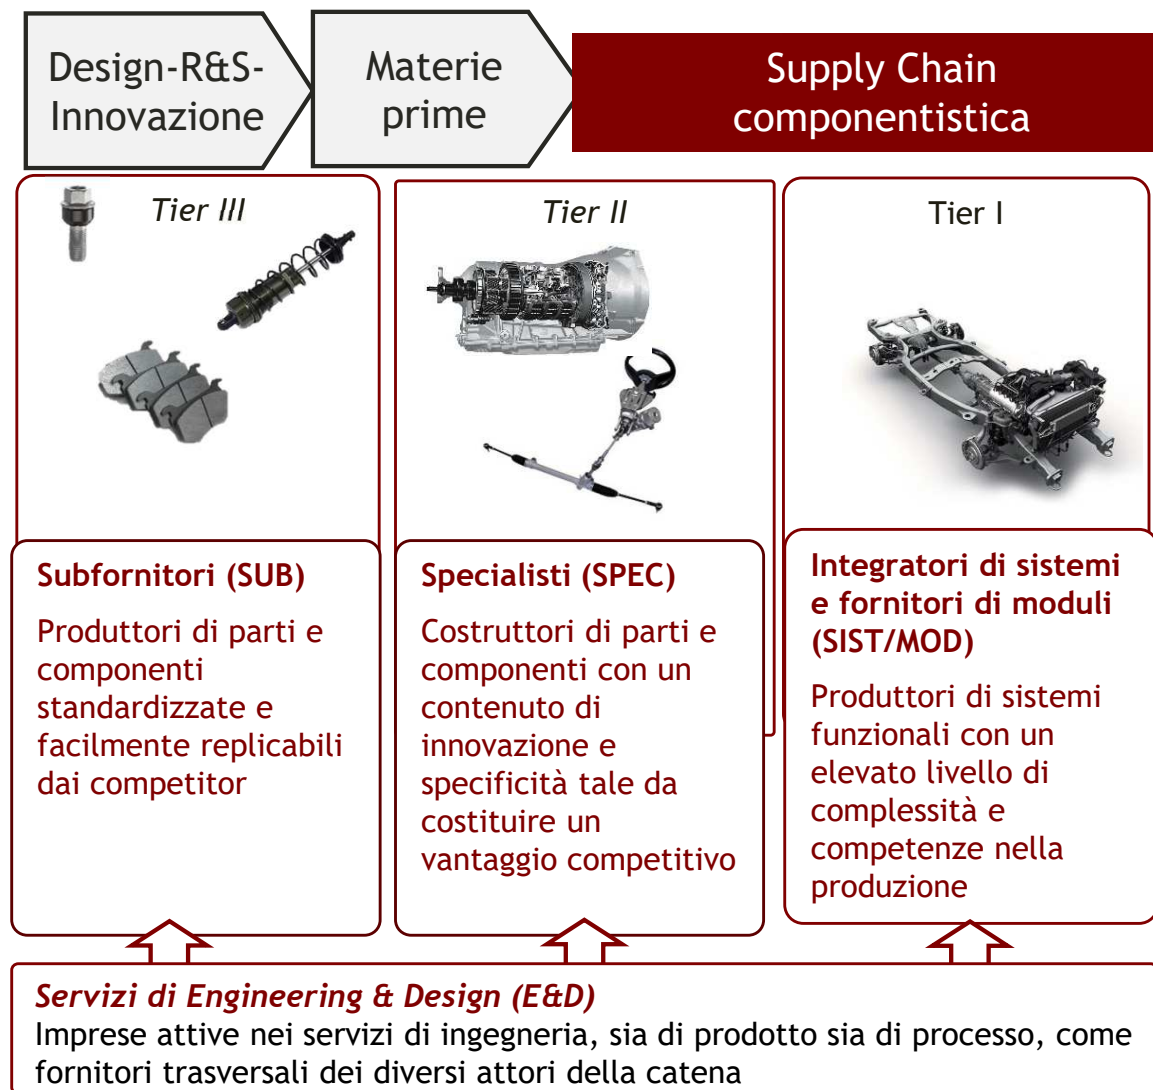 Design-R&S-
Innovazione
Materie
prime
Supply Chain
componentistica
Tier III
Tier II
Tier I
Subfornitori (SUB)
Produttori di parti e
componenti
standardizzate e
facilmente replicabili
dai competitor
Specialisti (SPEC)
Costruttori di parti e
componenti con un
contenuto di
innovazione e
specificità tale da
costituire un
vantaggio competitivo
Integratori di sistemi
e fornitori di moduli
(SIST/MOD)
Produttori di sistemi
funzionali con un
elevato livello di
complessità e
competenze nella
produzione
Servizi di Engineering & Design (E&D)
Imprese attive nei servizi di ingegneria, sia di prodotto sia di processo, come
fornitori trasversali dei diversi attori della catena